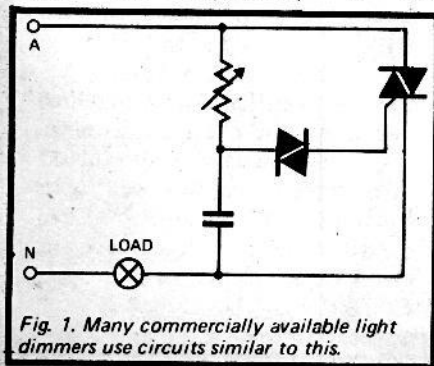 A
N
LOAD
Fig. 1. Many commercially available light
dimmers use circuits similar to this.